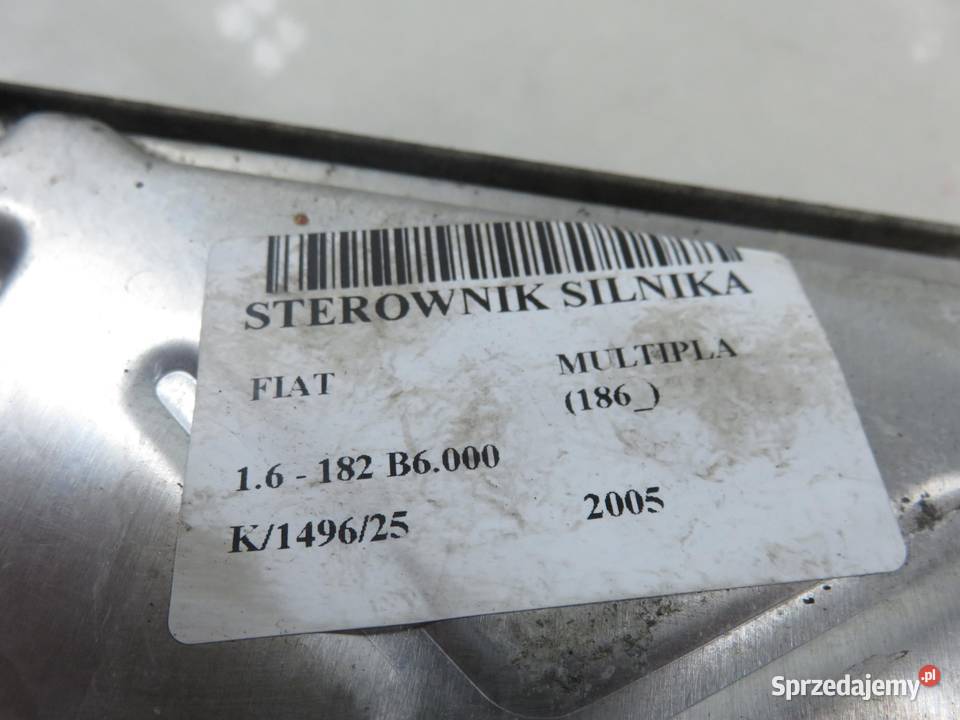 STEROWNIK SILNIKA
FIAT
MULTIPLA
(186_)
1.6 - 182 B6.000
K/1496/25
2005
Sprzedajemy.pl